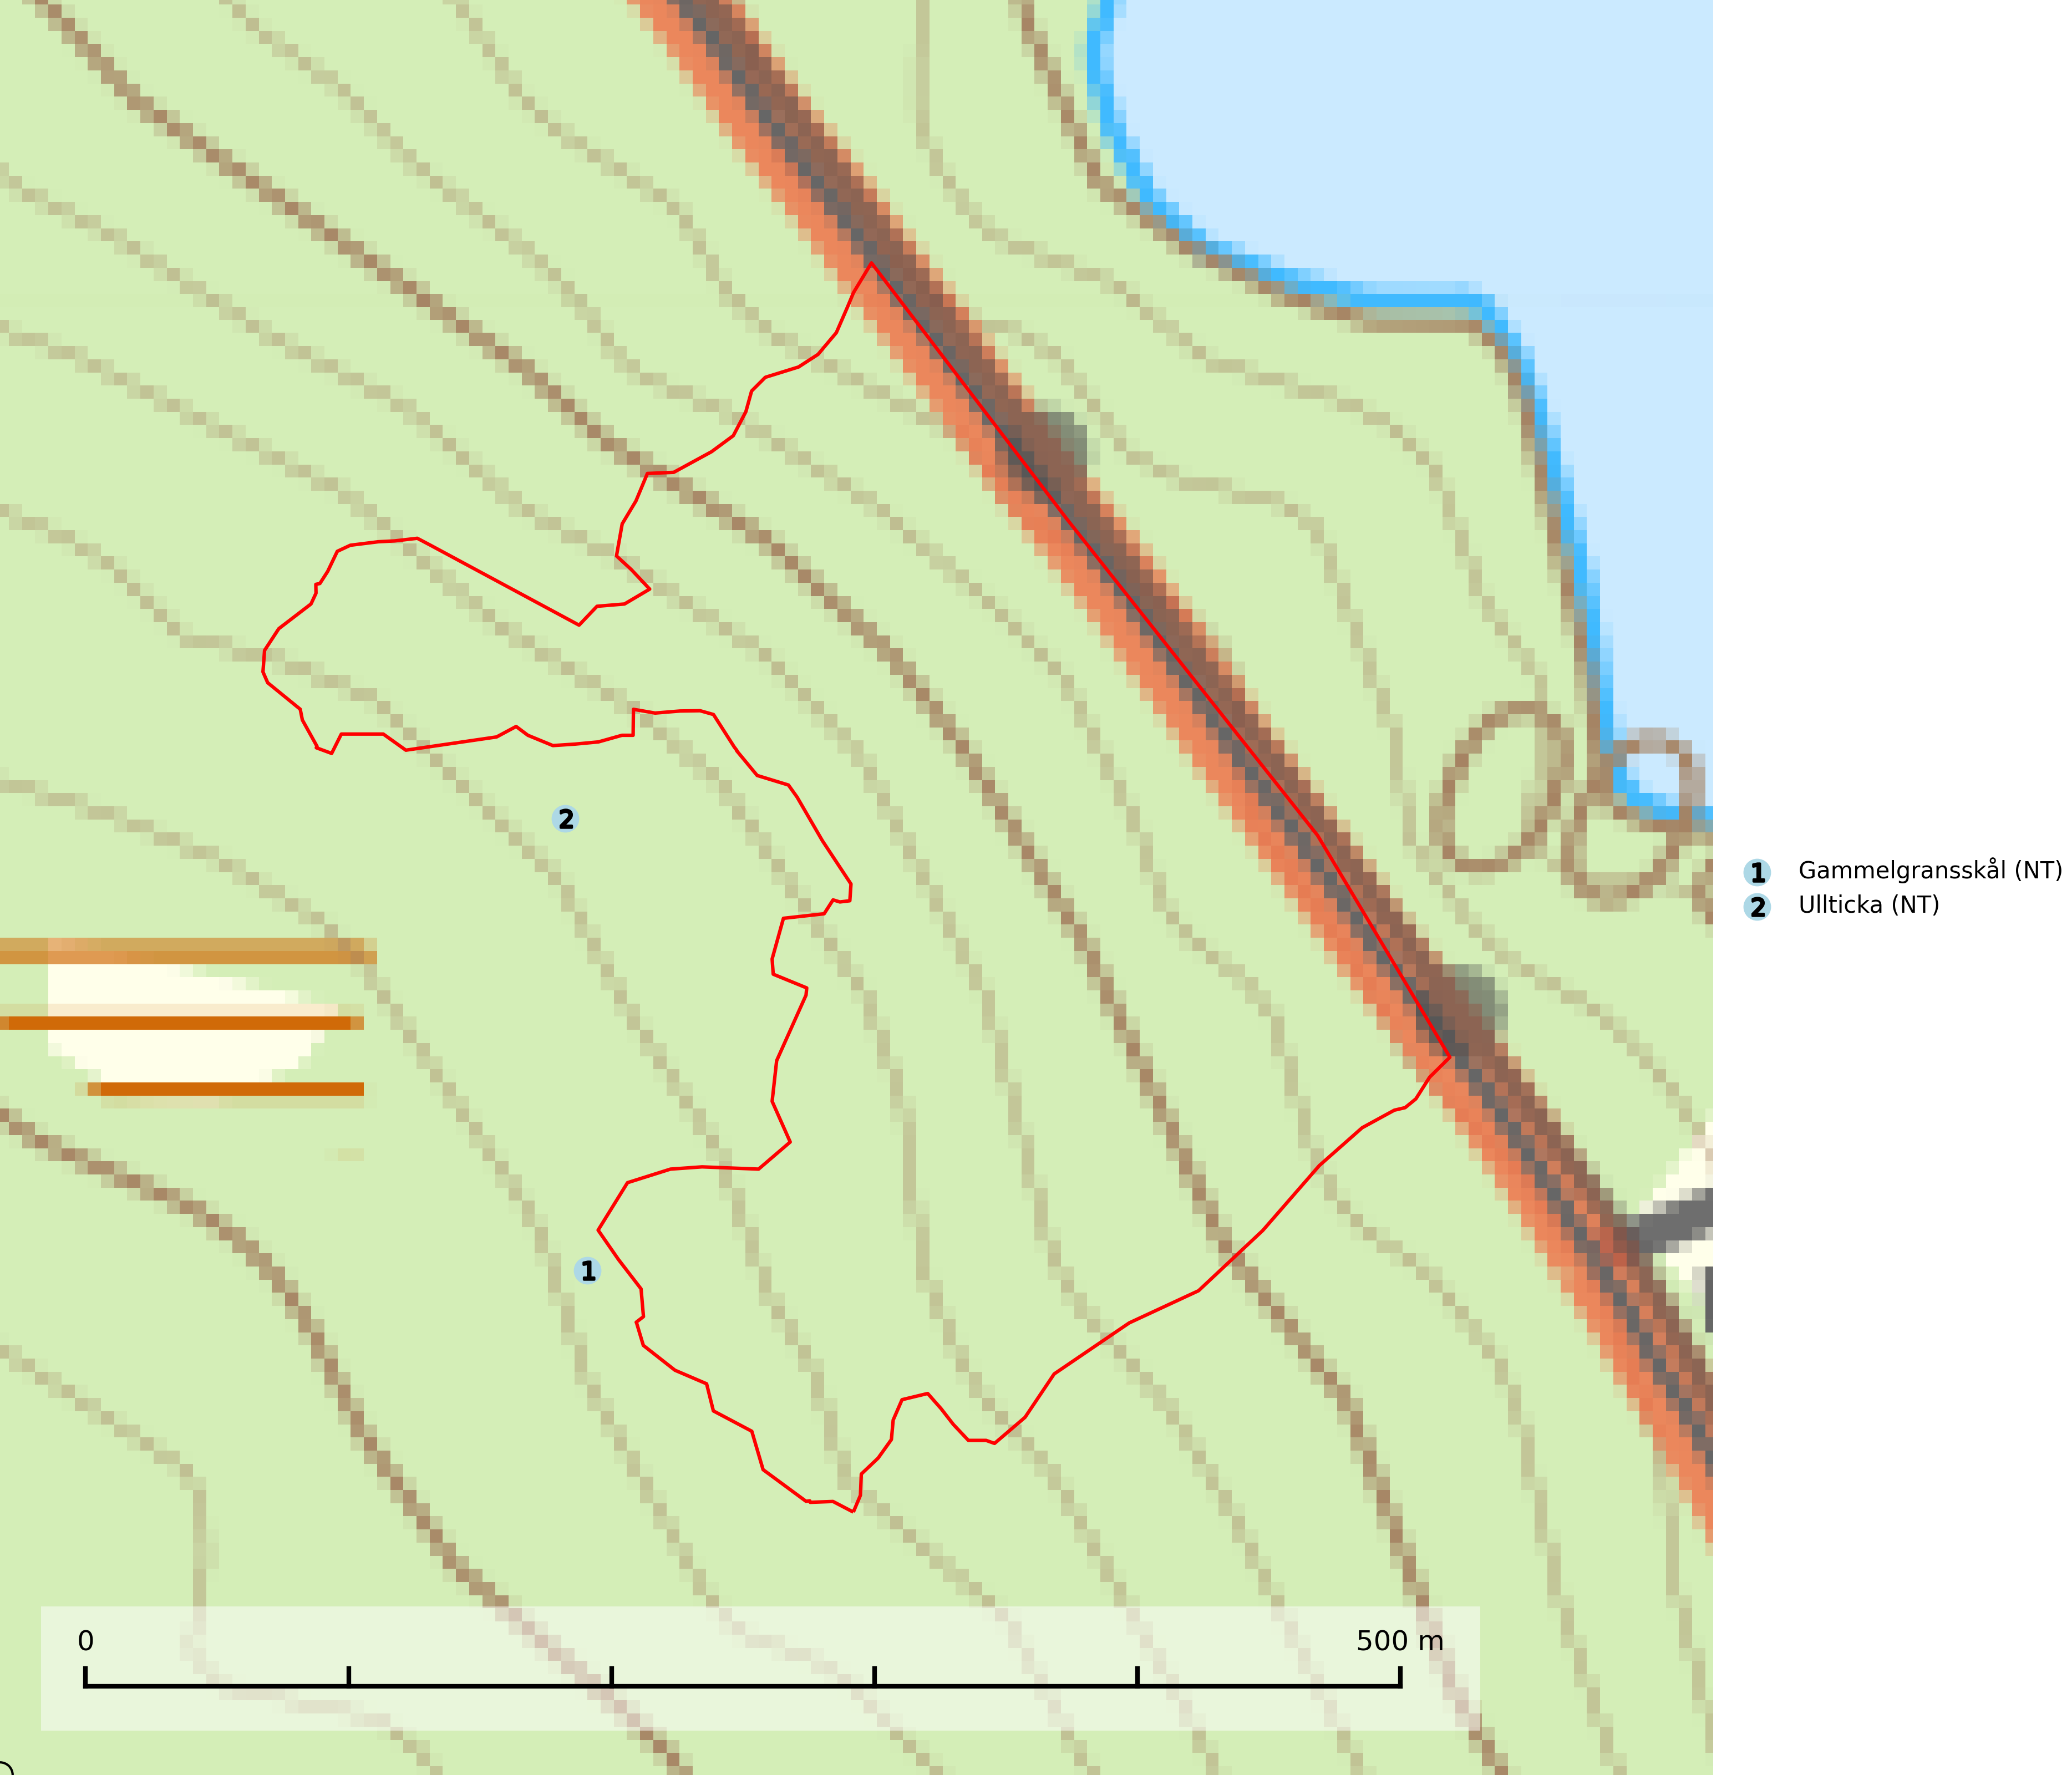 2
1
1 Gammelgransskål (NT)
2 Ullticka (NT)
0 500 m